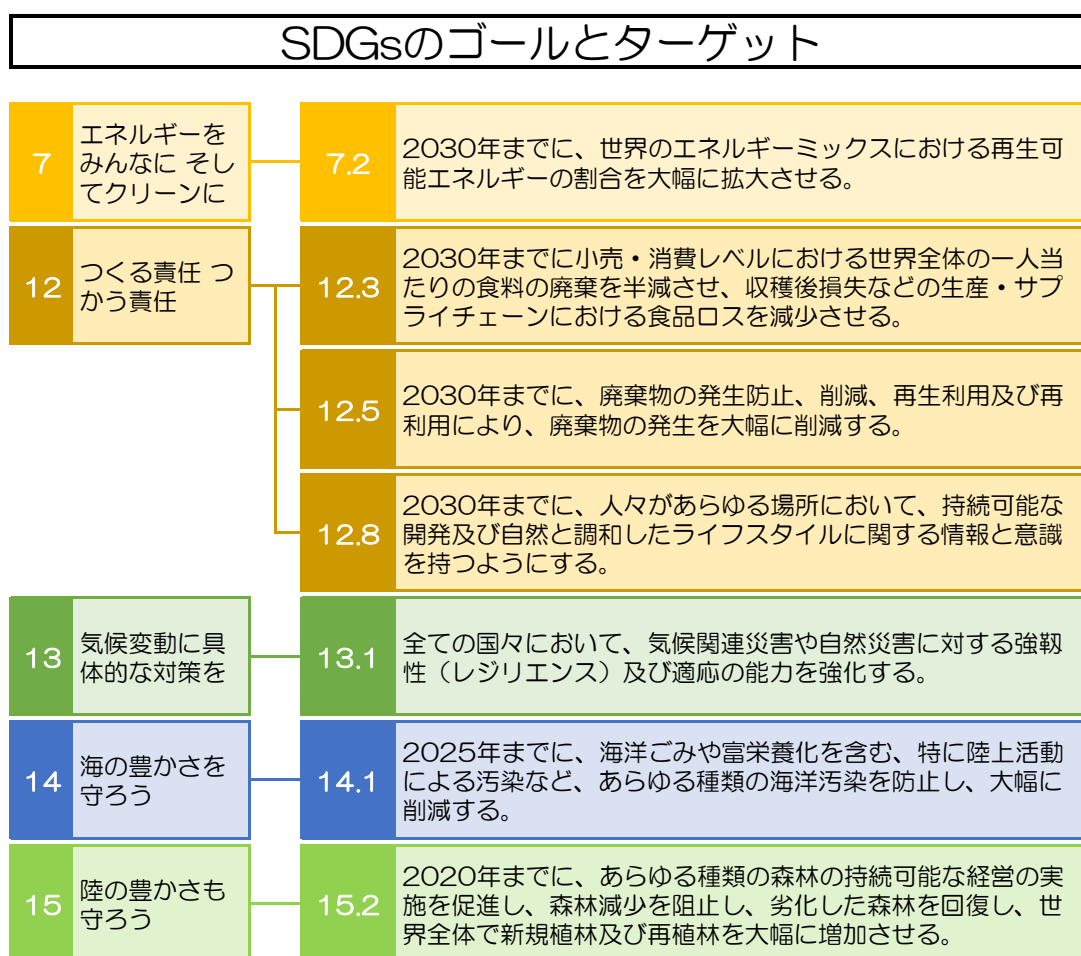 SDGsのゴールとターゲット
7
エネルギーを
みんなに そし
てクリーンに
7.2
2030年までに、世界のエネルギーミックスにおける再生可
能エネルギーの割合を大幅に拡大させる。
12
つくる責任 つ
かう責任
12.3
2030年までに小売・消費レベルにおける世界全体の一人当
たりの食料の廃棄を半減させ、収穫後損失などの生産・サプ
ライチェーンにおける食品ロスを減少させる。
12.5
2030年までに、廃棄物の発生防止、削減、再生利用及び再
利用により、廃棄物の発生を大幅に削減する。
12.8
2030年までに、人々があらゆる場所において、持続可能な
開発及び自然と調和したライフスタイルに関する情報と意識
を持つようにする。
13
気候変動に具
体的な対策を
13.1
全ての国々において、気候関連災害や自然災害に対する強靱
性（レジリエンス）及び適応の能力を強化する。
14
海の豊かさを
守ろう
14.1
2025年までに、海洋ごみや富栄養化を含む、特に陸上活動
による汚染など、あらゆる種類の海洋汚染を防止し、大幅に
削減する。
15
陸の豊かさも
守ろう
15.2
2020年までに、あらゆる種類の森林の持続可能な経営の実
施を促進し、森林減少を阻止し、劣化した森林を回復し、世
界全体で新規植林及び再植林を大幅に増加させる。